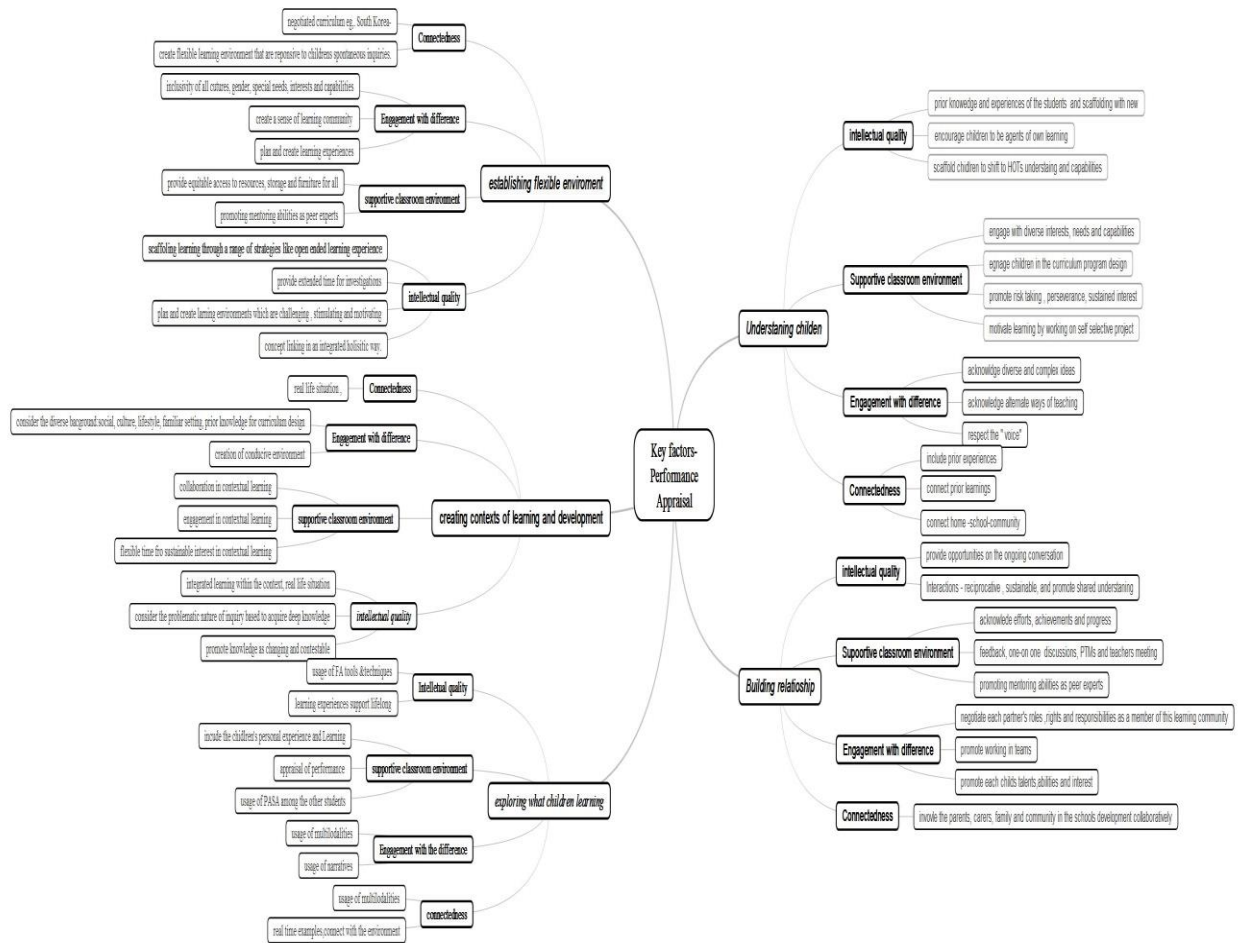 Key factors-
Performance
Appraisal
establishing flexible enviroment
Connectedness
negotiated curriculum eg,. South Korea-
create flexible learning environment that are reponsive to childrens spontaneous inquiries.
Engagement with difference
inclusivity of all cutures, gender, special needs, interests and capabilities
create a sense of learning community
plan and create learning experiences
supportive classroom environment
provide equitable access to resources, storage and furniture for all
promoting mentoring abilities as peer experts
intellectual quality
scaffoling learning through a range of strategies like open ended learning experience
provide extended time for investigations
plan and create larning environments which are challenging , stimulating and motivating
concept linking in an integrated holisitic way.
creating contexts of learning and development
Connectedness
real life situation ,
Engagement with difference
consider the diverse barground:social, culture, lifestyle, familiar setting,prior knowledge for curriculum design
creation of conducive environment
supportive classroom environment
collaboration in contextual learning
engagement in contextual learning
flexible time fro sustainable interest in contextual learning
intellectual quality
integrated learning within the context, real life situation
consider the problematic nature of inquiry based to acquire deep knowledge
promote knowledge as changing and contestable
exploring what children learning
Intelletual quality
usage of FA tools &techniques
learning experiences support lifelong
supportive classroom environment
incude the chidlren's personal experience and Learning
appraisal of performance
usage of PASA among the other students
Engagement with the difference
usage of multilodalities
usage of narratives
connectedness
usage of multilodalities
real time examples,connect with the environment
Understaning childen
intellectual quality
prior knowedge and experiences of the students and scaffolding with new
encourage children to be agents of own learning
scaffold chidlren to shift to HOTs understaing and capabilities
Supportive classroom environment
engage with diverse interests, needs and capabilities
egnage children in the curriculum program design
promote risk taking , perseverance, sustained interest
motivate learning by working on self selective project
Engagement with difference
acknowldge diverse and complex ideas
acknowledge alternate ways of teaching
respect the " voice"
Connectedness
include prior experiences
connect prior learnings
connect home -school-community
Building relatioship
intellectual quality
provide opportunities on the ongoing conversation
Interactions - reciprocative , sustainable, and promote shared understaning
Supoortive classroom environment
acknowlede efforts, achievements and progress
feedback, one-on one discussions, PTMs and teachers meeting
promoting mentoring abilities as peer experts
Engagement with difference
negotiate each partner's roles ,rights and responsibilities as a member of this learning community
promote working in teams
promote each childs talents,abilities and interest
Connectedness
invovle the parents, carers, family and community in the schools development collaboratively